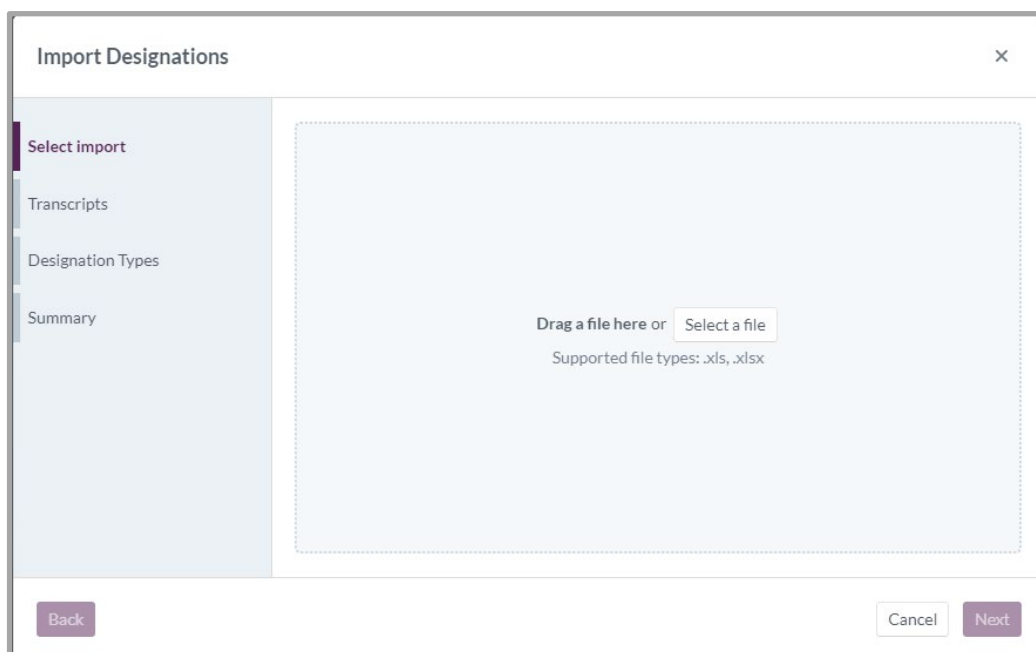 Import Designations
×
Select import
Transcripts
Designation Types
Summary
Drag a file here or Select a file
Supported file types: .xls, .xlsx
Back
Cancel
Next